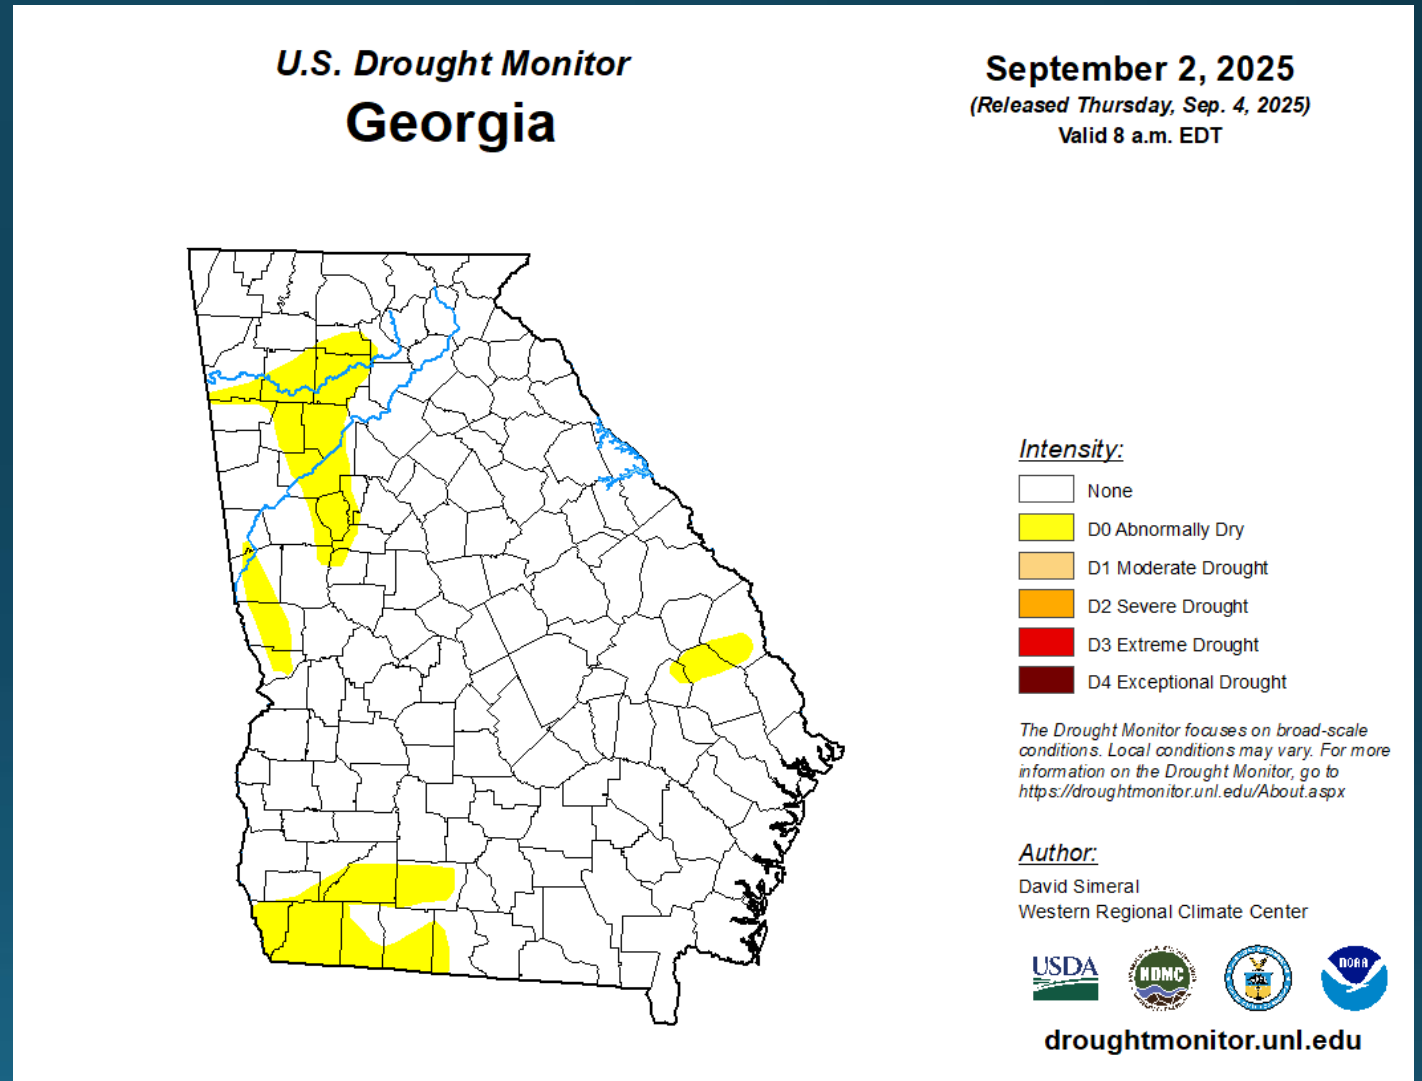 U.S. Drought Monitor
Georgia
September 2, 2025
(Released Thursday, Sep. 4, 2025)
Valid 8 a.m. EDT
Intensity:
None
D0 Abnormally Dry
D1 Moderate Drought
D2 Severe Drought
D3 Extreme Drought
D4 Exceptional Drought
The Drought Monitor focuses on broad-scale
conditions. Local conditions may vary. For more
information on the Drought Monitor, go to
https://droughtmonitor.unl.edu/About.aspx
Author:
David Simeral
Western Regional Climate Center
USDA
NDMC
NOAA
droughtmonitor.unl.edu